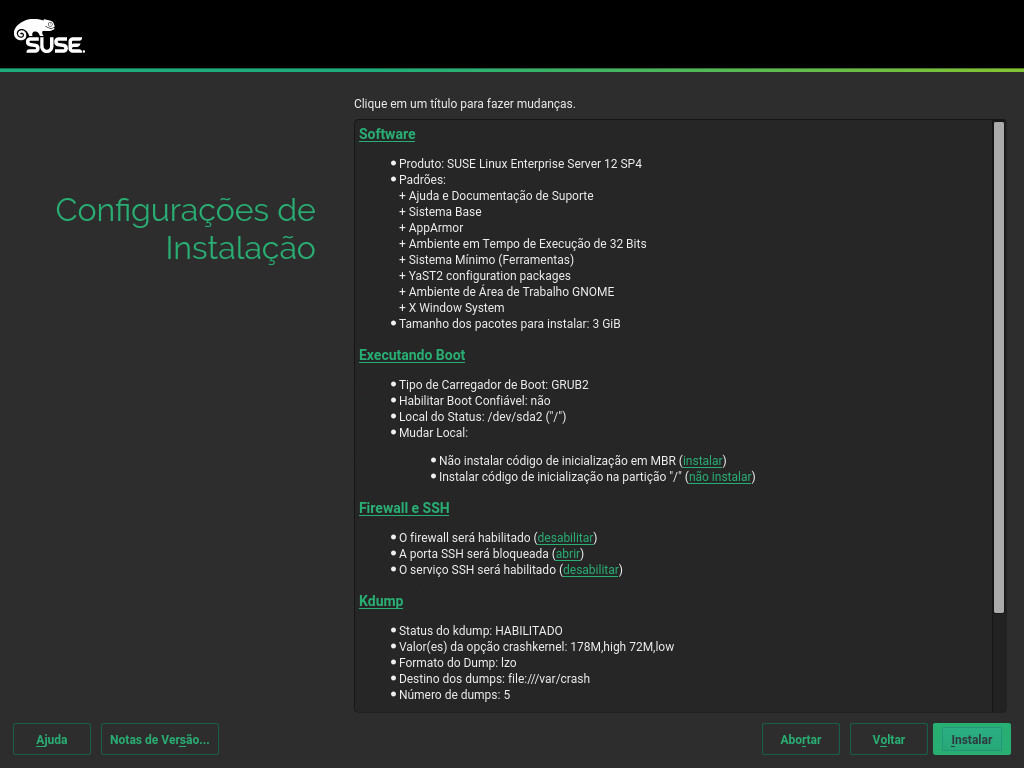 SUSE.
Clique em um título para fazer mudanças.
Configurações de
Instalação
Software
Produto: SUSE Linux Enterprise Server 12 SP4
Padrões:
+ Ajuda e Documentação de Suporte
+ Sistema Base
+ AppArmor
+ Ambiente em Tempo de Execução de 32 Bits
+ Sistema Mínimo (Ferramentas)
+ YaST2 configuration packages
+ Ambiente de Área de Trabalho GNOME
+ X Window System
Tamanho dos pacotes para instalar: 3 GiB
Executando Boot
Tipo de Carregador de Boot: GRUB2
Habilitar Boot Confiável: não
Local do Status: /dev/sda2 ("/")
Mudar Local:
Não instalar código de inicialização em MBR (instalar)
Instalar código de inicialização na partição "/" (não instalar)
Firewall e SSH
O firewall será habilitado (desabilitar)
A porta SSH será bloqueada (abrir)
O serviço SSH será habilitado (desabilitar)
Kdump
Status do kdump: HABILITADO
Valor(es) da opção crashkernel: 178M,high 72M,low
Formato do Dump: lzo
Destino dos dumps: file:///var/crash
Número de dumps: 5
Ajuda
Notas de Versão...
Abortar
Voltar
Instalar